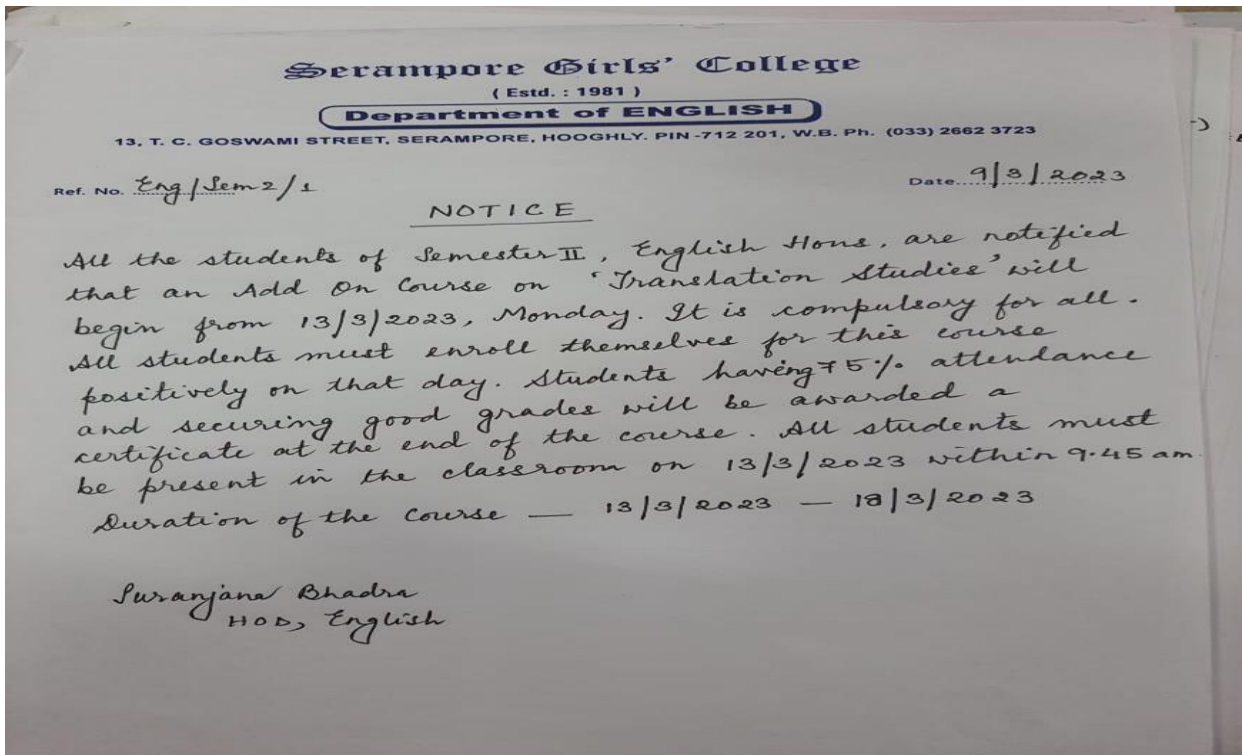 Serampore Girls' College
( Estd. : 1981 )
Department of ENGLISH
13, T. C. GOSWAMI STREET, SERAMPORE, HOOGHLY. PIN-712 201, W.B. Ph. (033) 2662 3723
Ref. No. Eng/Sem2/1 Date 9/3/2023
NOTICE
All the students of Semester II, English Hons. are notified
that an Add On Course on 'Translation Studies' will
begin from 13/3/2023, Monday. It is compulsory for all.
All students must enroll themselves for this course
positively on that day. Students having 75% attendance
and securing good grades will be awarded a
certificate at the end of the course. All students must
be present in the classroom on 13/3/2023 within 9.45 am.
Duration of the Course — 13/3/2023 — 18/3/2023
Suranjana Bhadra
HOD, English